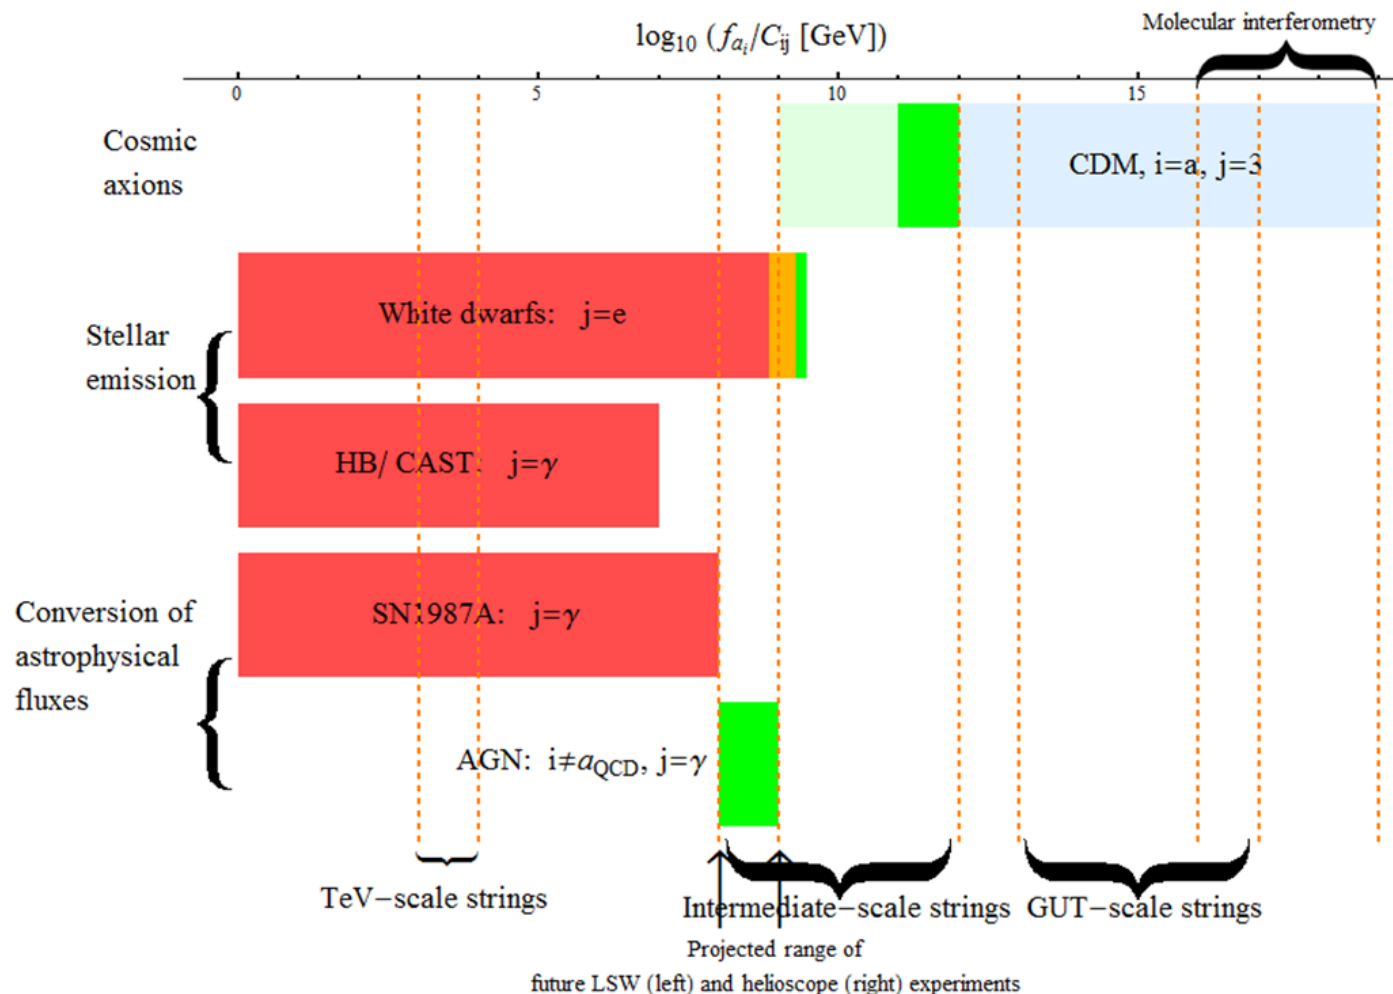 Molecular interferometry
log₁₀ (fₐᵢ/Cᵢⱼ [GeV])
0 5 10 15
Cosmic
axions
CDM, i=a, j=3
White dwarfs: j=e
Stellar
emission
HB/ CAST: j=γ
SN1987A: j=γ
Conversion of
astrophysical
fluxes
AGN: i≠a_QCD, j=γ
TeV−scale strings
Intermediate−scale strings
GUT−scale strings
Projected range of
future LSW (left) and helioscope (right) experiments